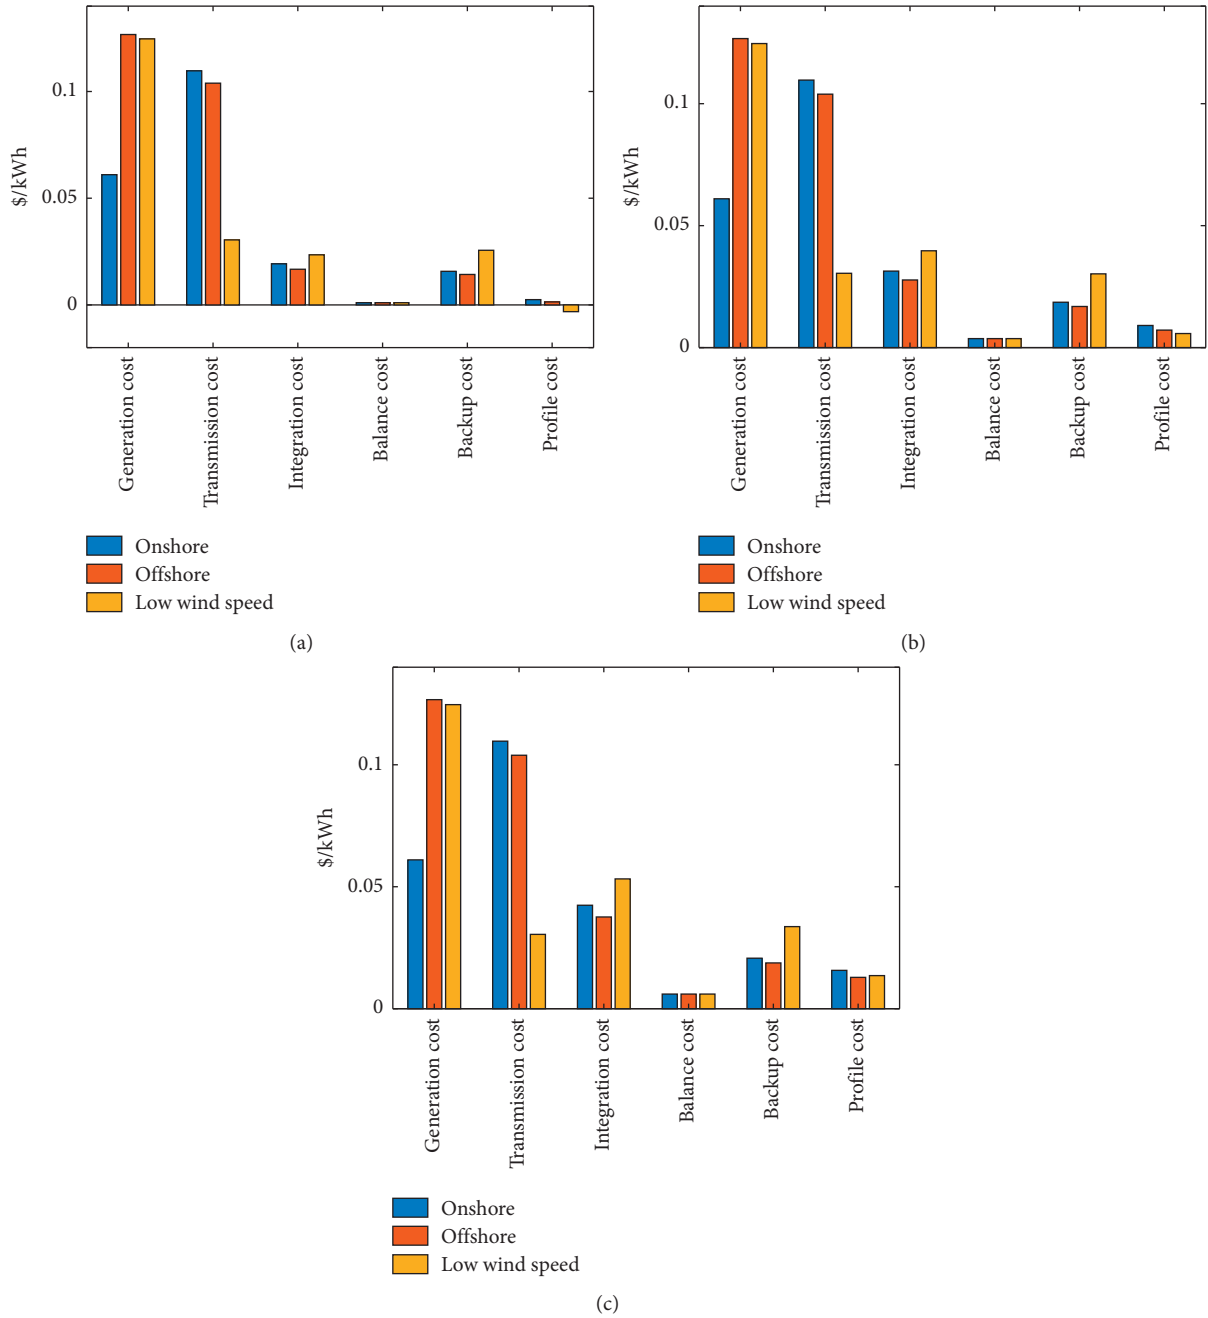 $/kWh
0.1
0.05
0
Generation cost
Transmission cost
Integration cost
Balance cost
Backup cost
Profile cost
Onshore
Offshore
Low wind speed
(a)
$/kWh
0.1
0.05
0
Generation cost
Transmission cost
Integration cost
Balance cost
Backup cost
Profile cost
Onshore
Offshore
Low wind speed
(b)
$/kWh
0.1
0.05
0
Generation cost
Transmission cost
Integration cost
Balance cost
Backup cost
Profile cost
Onshore
Offshore
Low wind speed
(c)